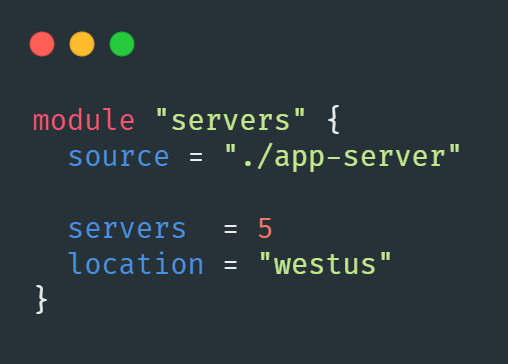 module "servers" {
  source = "./app-server"

  servers  = 5
  location = "westus"
}